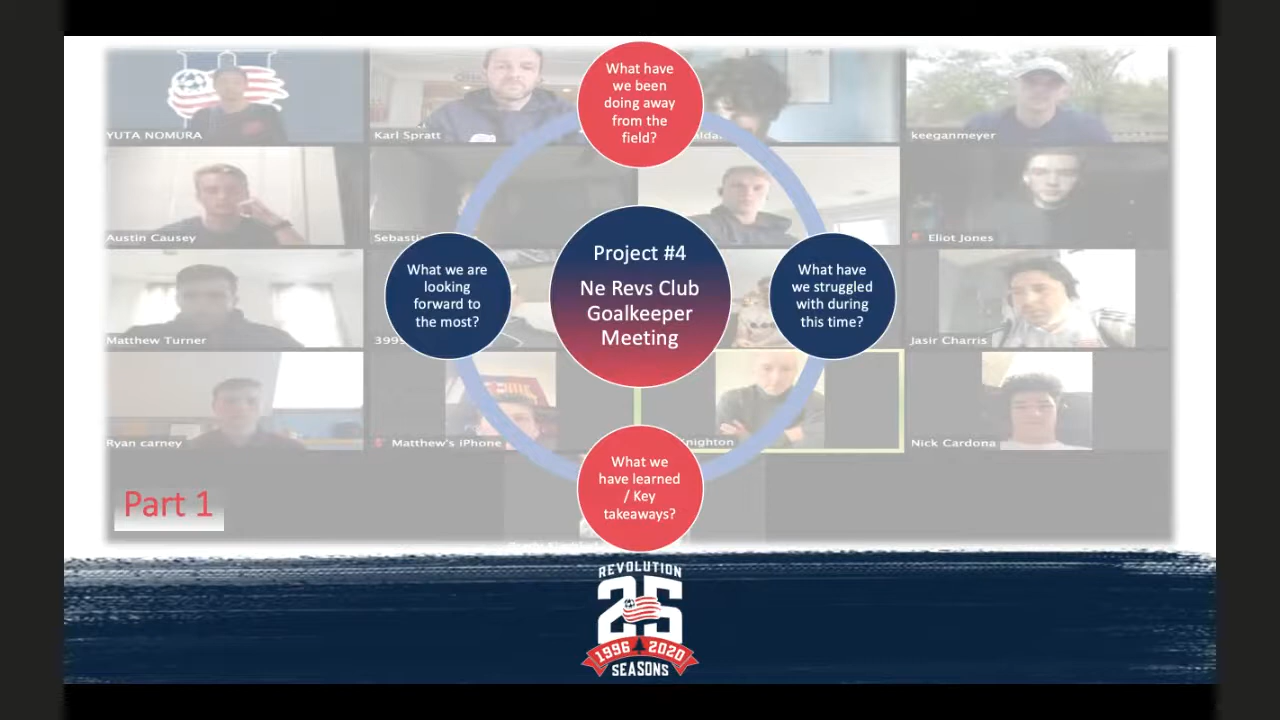 What have
we been
doing away
from the
field?
YUTA NOMURA
Karl Spratt
keeganmeyer
Austin Causey
Eliot Jones
What we are
looking
forward to
the most?
Project #4
Ne Revs Club
Goalkeeper
Meeting
What have
we struggled
with during
this time?
Matthew Turner
Jasir Charris
Ryan carney
Matthew's iPhone
Nick Cardona
What we
have learned
/ Key
takeaways?
Part 1
REVOLUTION
25
1996 2020
SEASONS